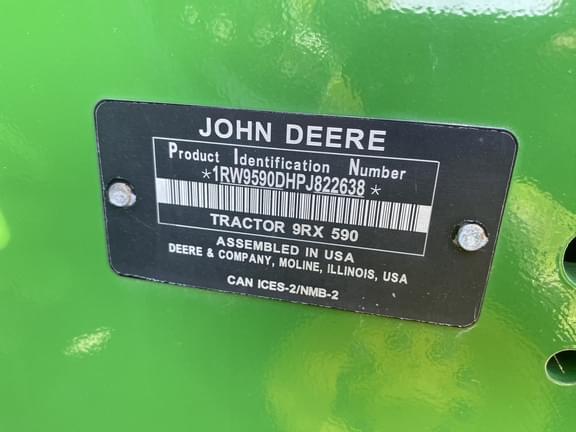 JOHN DEERE
Product Identification Number
*1RW9590DHPJ822638*
TRACTOR 9RX 590
ASSEMBLED IN USA
DEERE & COMPANY, MOLINE, ILLINOIS, USA
CAN ICES-2/NMB-2